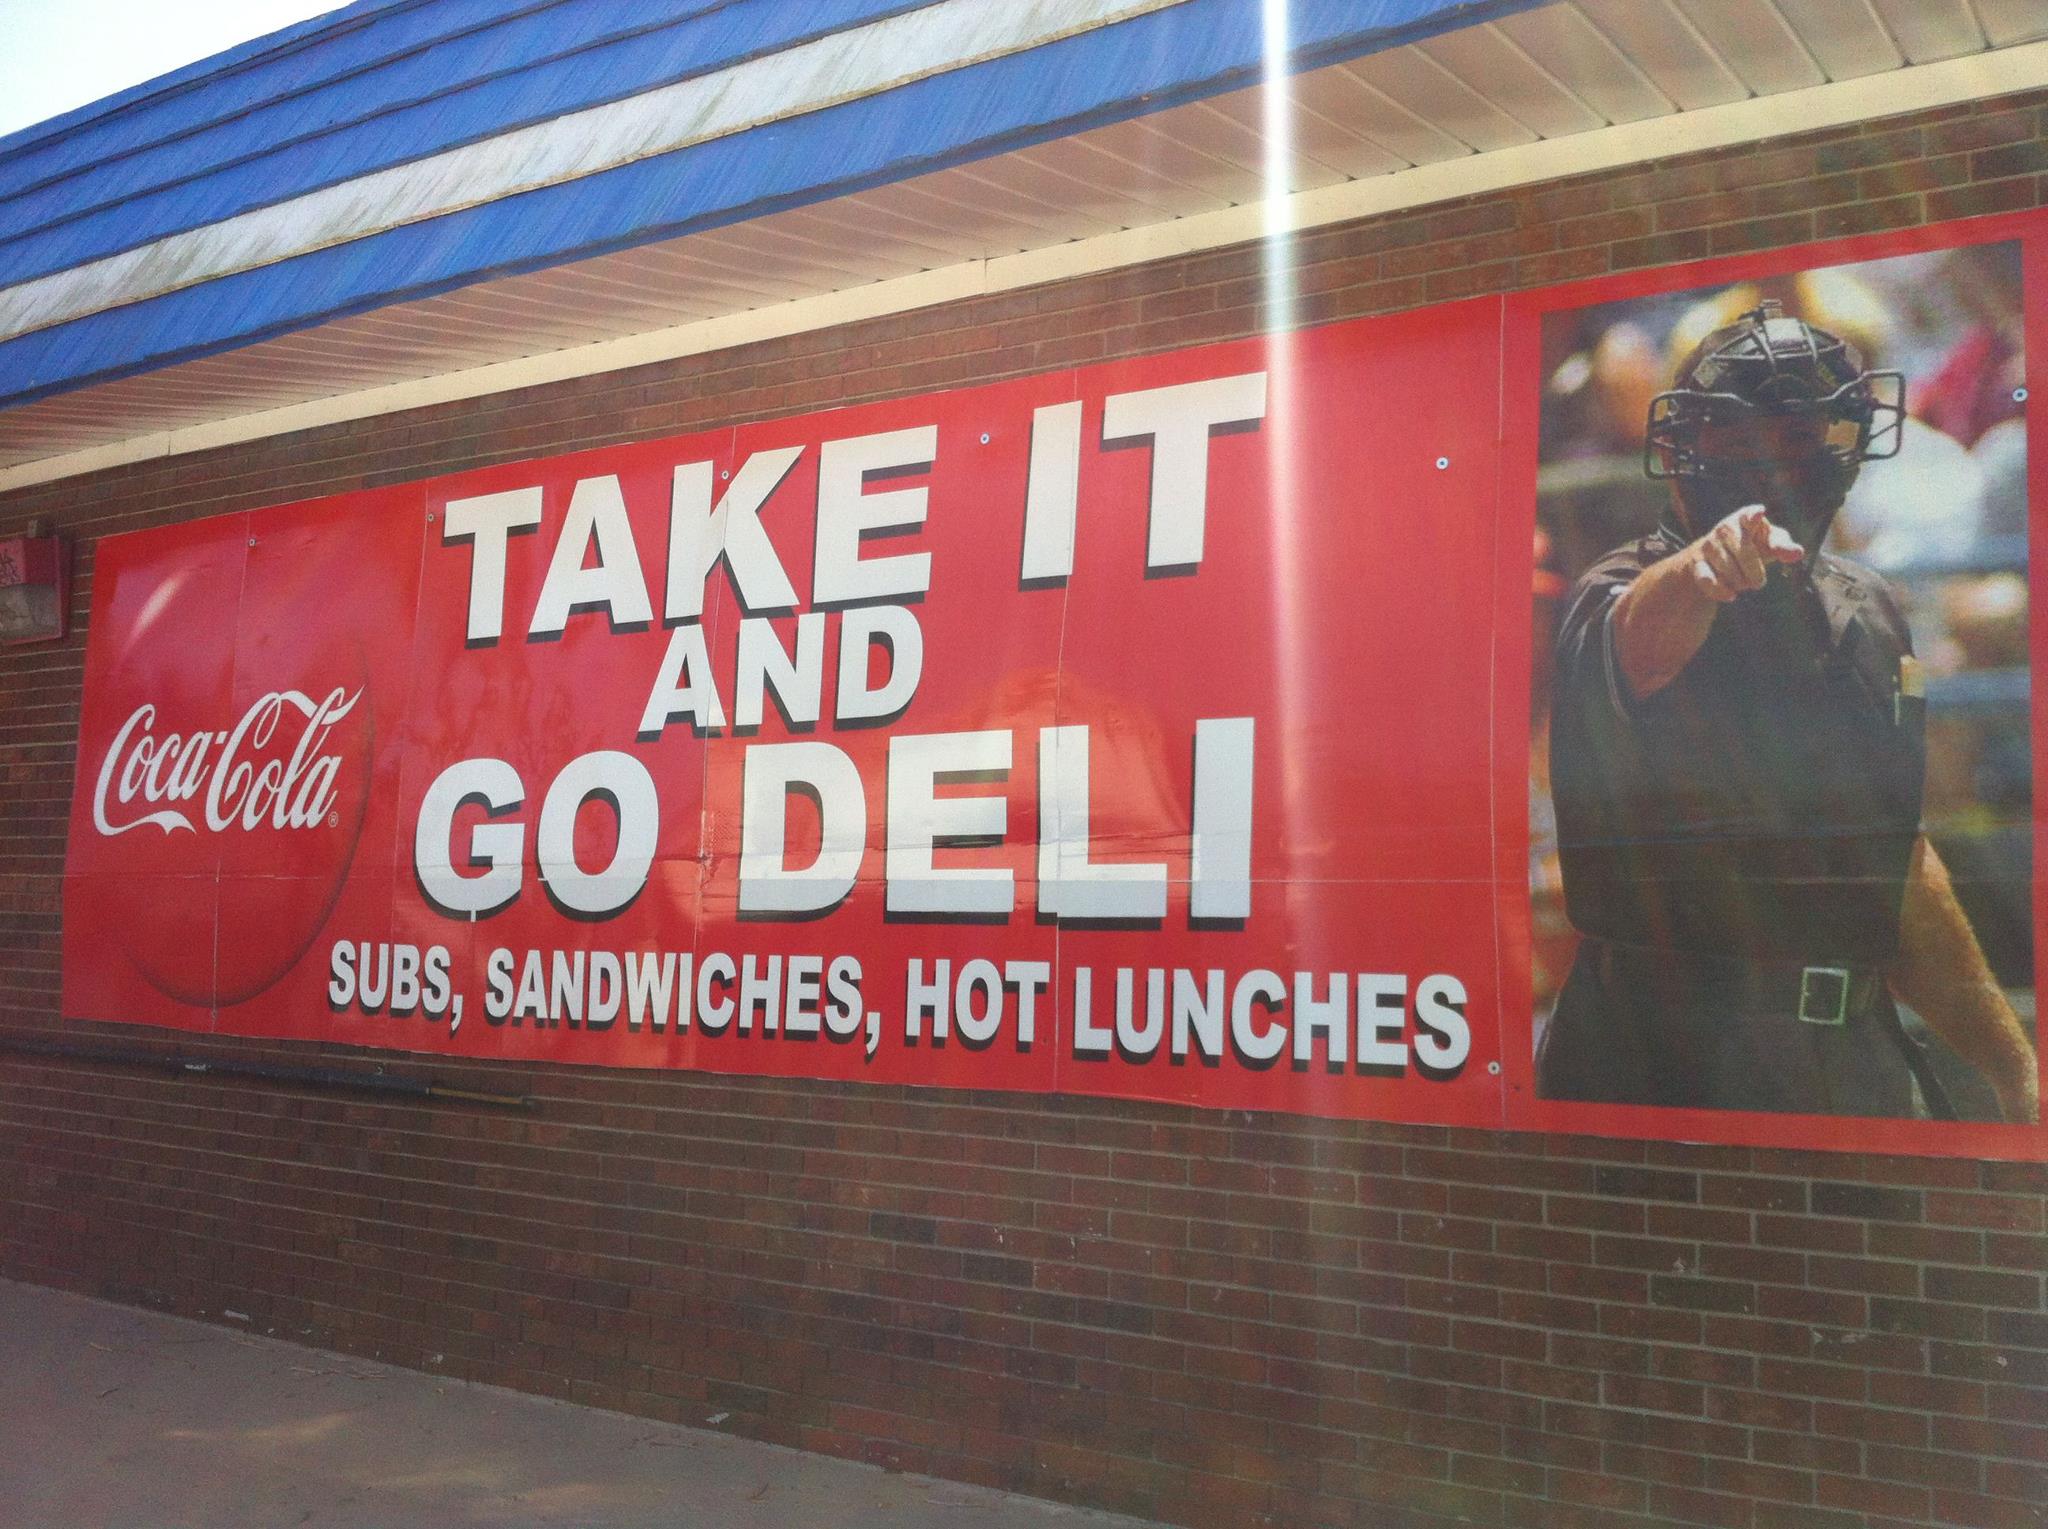 Coca-Cola
TAKE IT
AND
GO DELI
SUBS, SANDWICHES, HOT LUNCHES